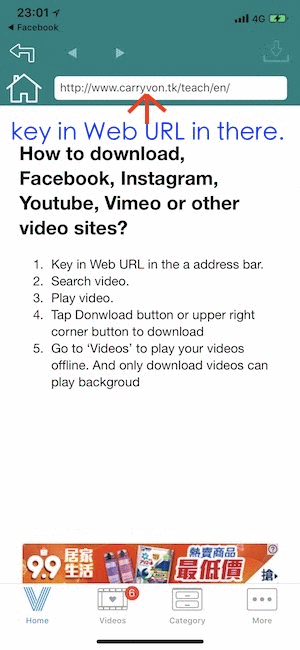 23:01
4G
Facebook
http://www.carryvon.tk/teach/en/
key in Web URL in there.
How to download,
Facebook, Instagram,
Youtube, Vimeo or other
video sites?
1. Key in Web URL in the a address bar.
2. Search video.
3. Play video.
4. Tap Donwload button or upper right
corner button to download
5. Go to ‘Videos’ to play your videos
offline. And only download videos can
play backgroud
9.9
居家
生活
熱賣商品
最低價
搶
6
Home
Videos
Category
More